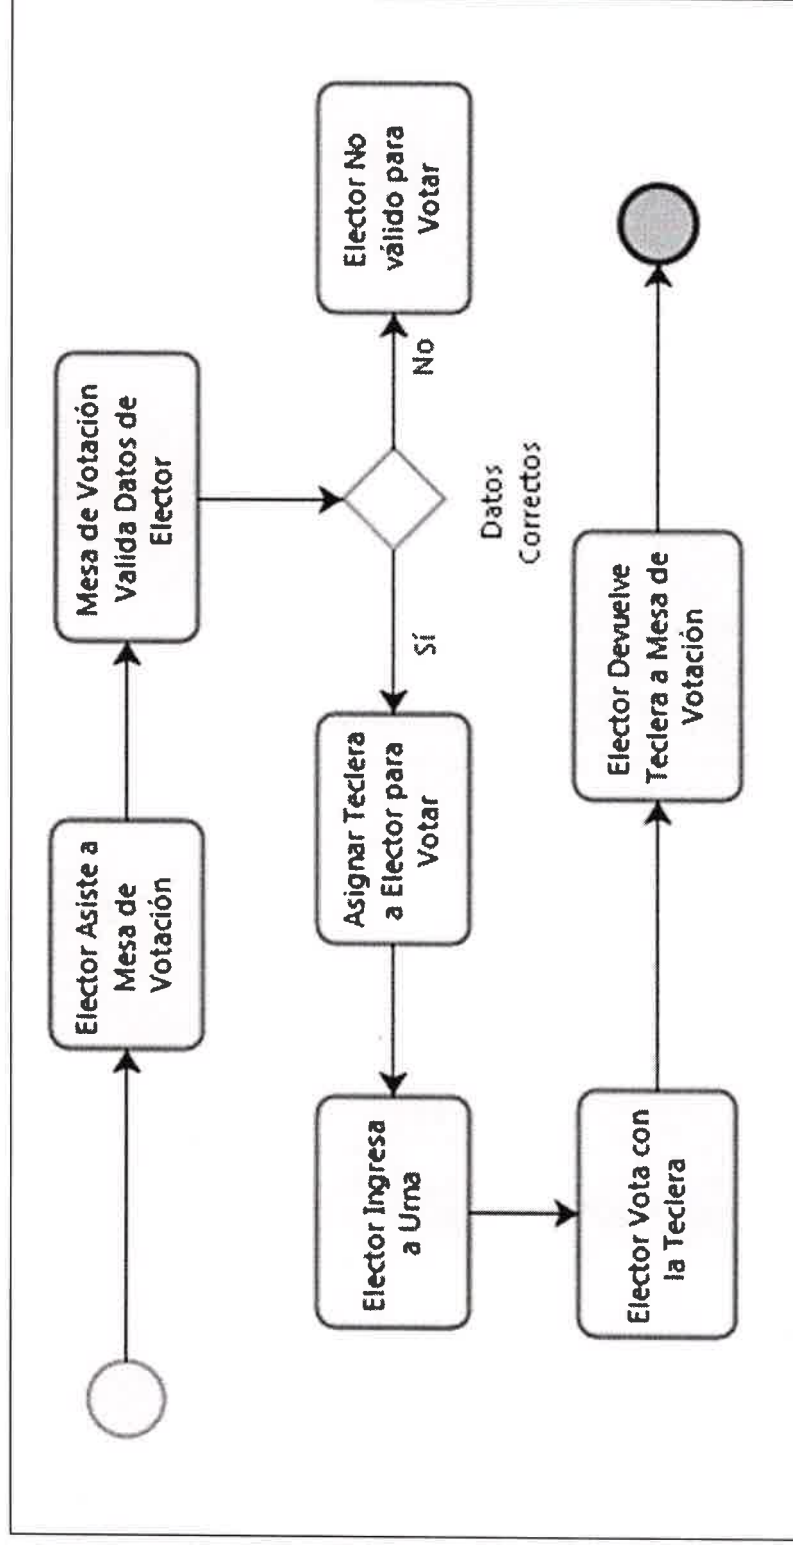 Elector Asiste a
Mesa de
Votación
Mesa de Votación
Valida Datos de
Elector
Elector Ingresa
a Urna
Asignar Teclera
a Elector para
Votar
Sí
Datos
Correctos
No
Elector No
válido para
Votar
Elector Vota con
la Teclera
Elector Devuelve
Teclera a Mesa de
Votación